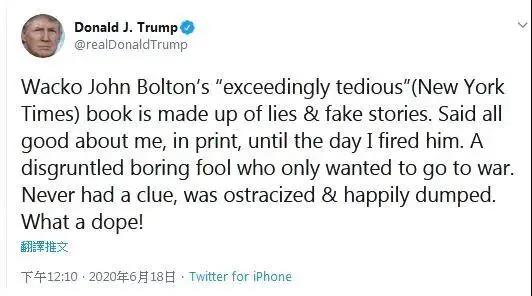 Donald J. Trump
@realDonaldTrump
Wacko John Bolton's “exceedingly tedious”(New York
Times) book is made up of lies & fake stories. Said all
good about me, in print, until the day I fired him. A
disgruntled boring fool who only wanted to go to war.
Never had a clue, was ostracized & happily dumped.
What a dope!
翻譯推文
下午12:10 · 2020年6月18日 · Twitter for iPhone